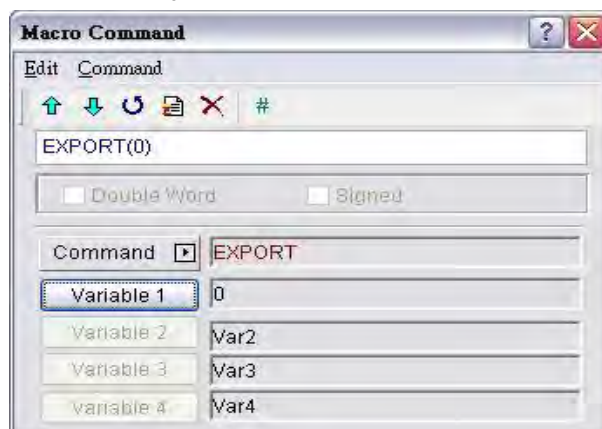 Macro Command
Edit Command
#
EXPORT(0)
Double Word Signed
Command EXPORT
Variable 1 0
Variable 2 Var2
Variable 3 Var3
Variable 4 Var4